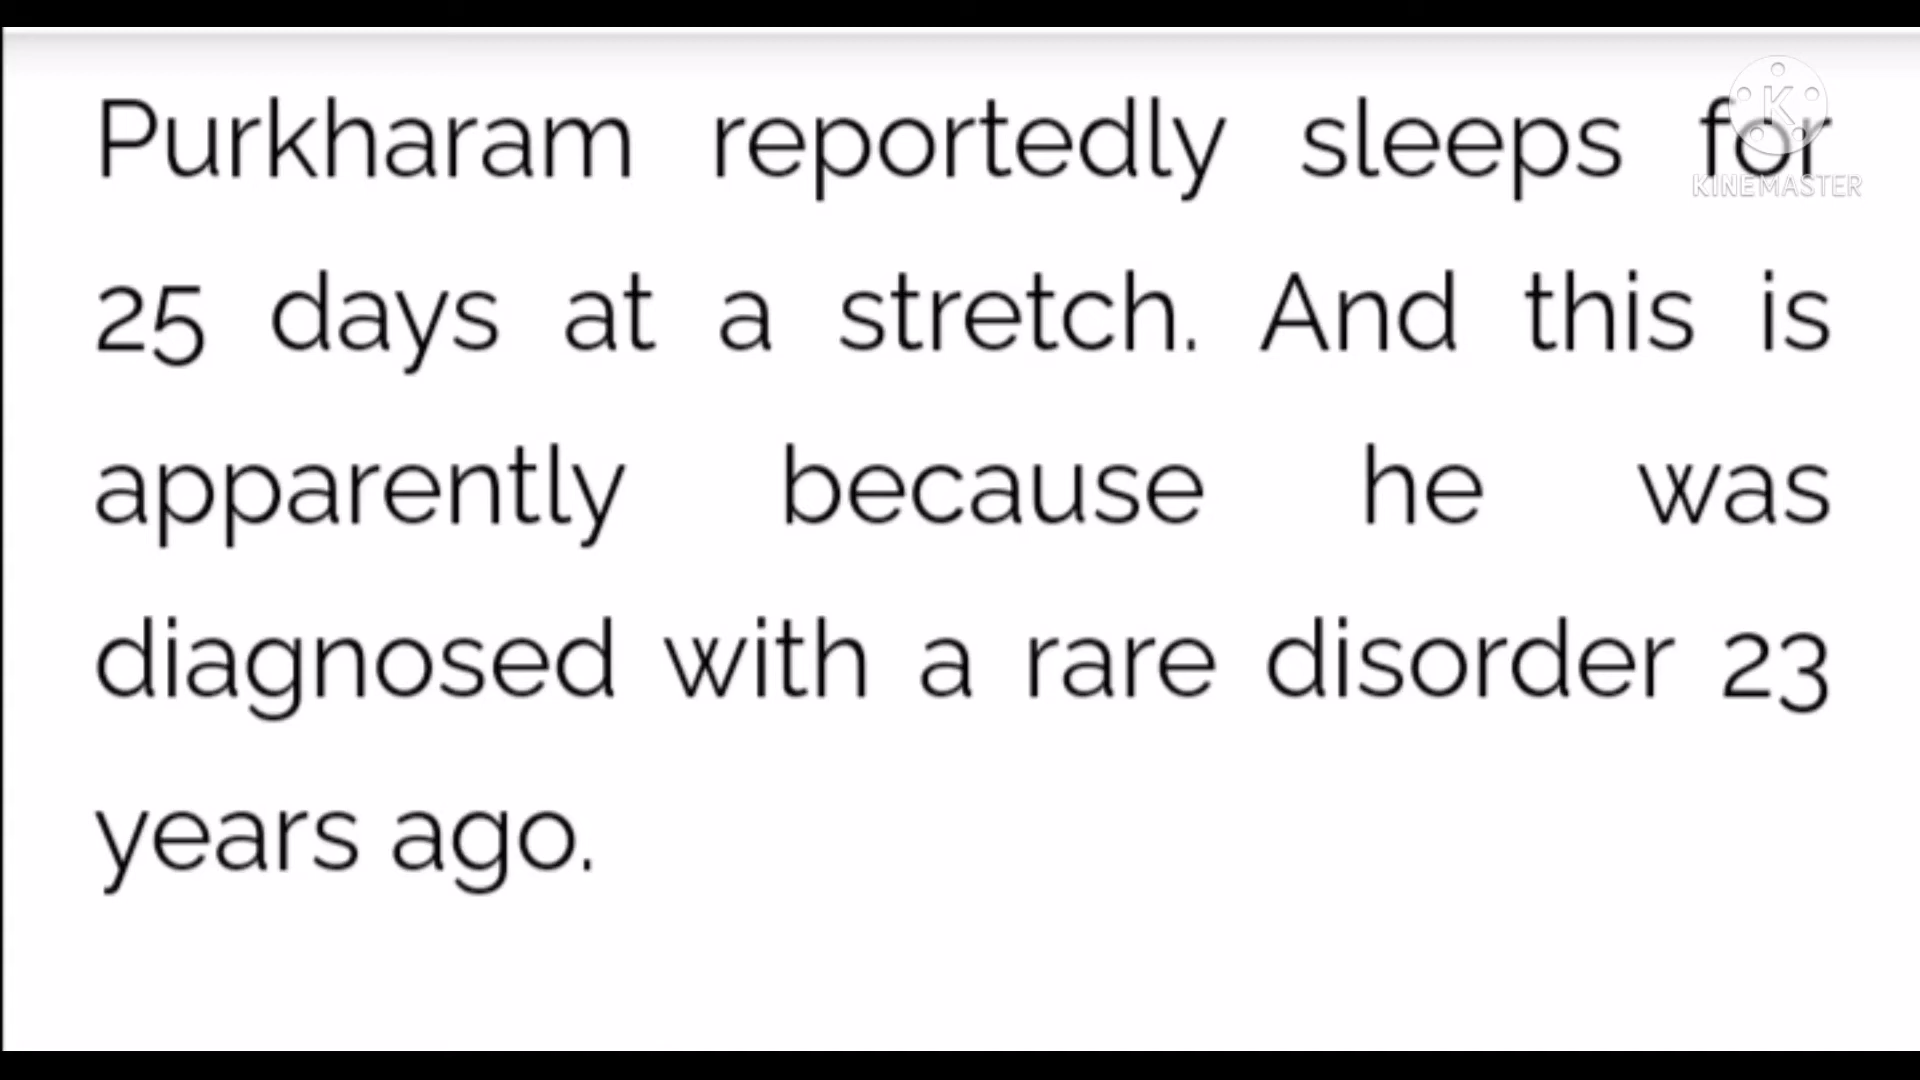 Purkharam reportedly sleeps for
KINEMASTER
25 days at a stretch. And this is
apparently because he was
diagnosed with a rare disorder 23
years ago.